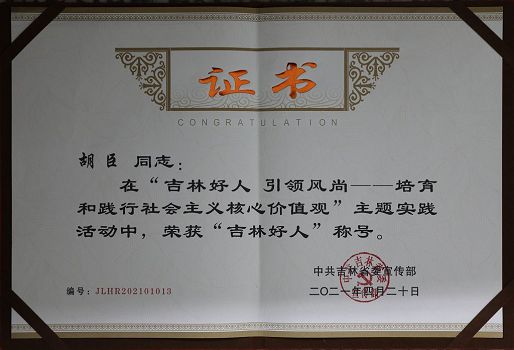 证书
CONGRATULATION
胡臣 同志：
在“吉林好人 引领风尚——培育
和践行社会主义核心价值观”主题实践
活动中，荣获“吉林好人”称号。
中共吉林省委宣传部
编号：JLHR202101013
二〇二一年四月二十日